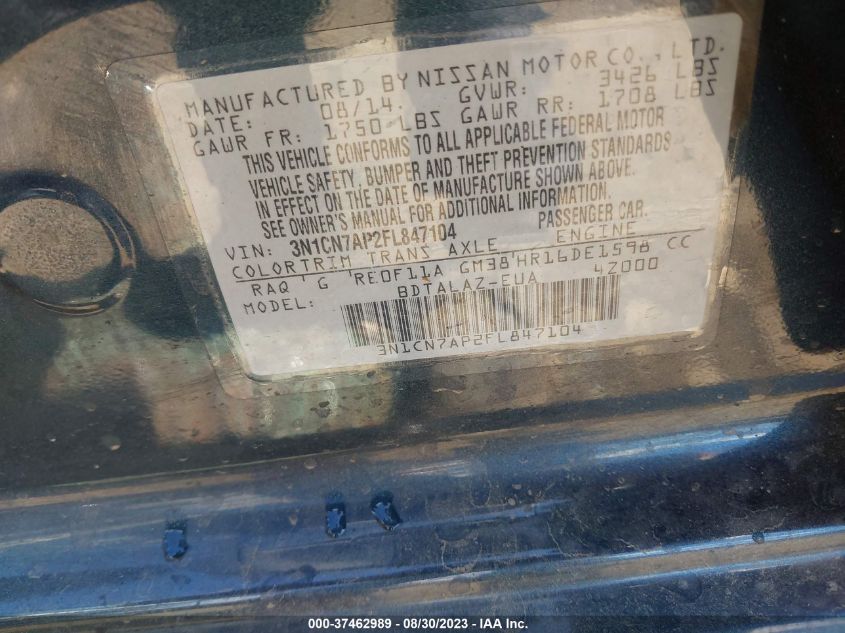 MANUFACTURED BY NISSAN MOTOR CO., LTD.
DATE: 08/14. GVWR: 3426 LBS
GAWR FR: 1750 LBS GAWR RR: 1708 LBS
THIS VEHICLE CONFORMS TO ALL APPLICABLE FEDERAL MOTOR
VEHICLE SAFETY, BUMPER AND THEFT PREVENTION STANDARDS
IN EFFECT ON THE DATE OF MANUFACTURE SHOWN ABOVE.
SEE OWNER'S MANUAL FOR ADDITIONAL INFORMATION.
VIN: 3N1CN7AP2FL847104 PASSENGER CAR.
COLOR TRIM TRANS AXLE ENGINE
RAQ'G 'RE0F11A GM38'HR16DE1598 CC
MODEL: BDTALAZ-EUA 4Z000
3N1CN7AP2FL847104
000-37462989 - 08/30/2023 - IAA Inc.